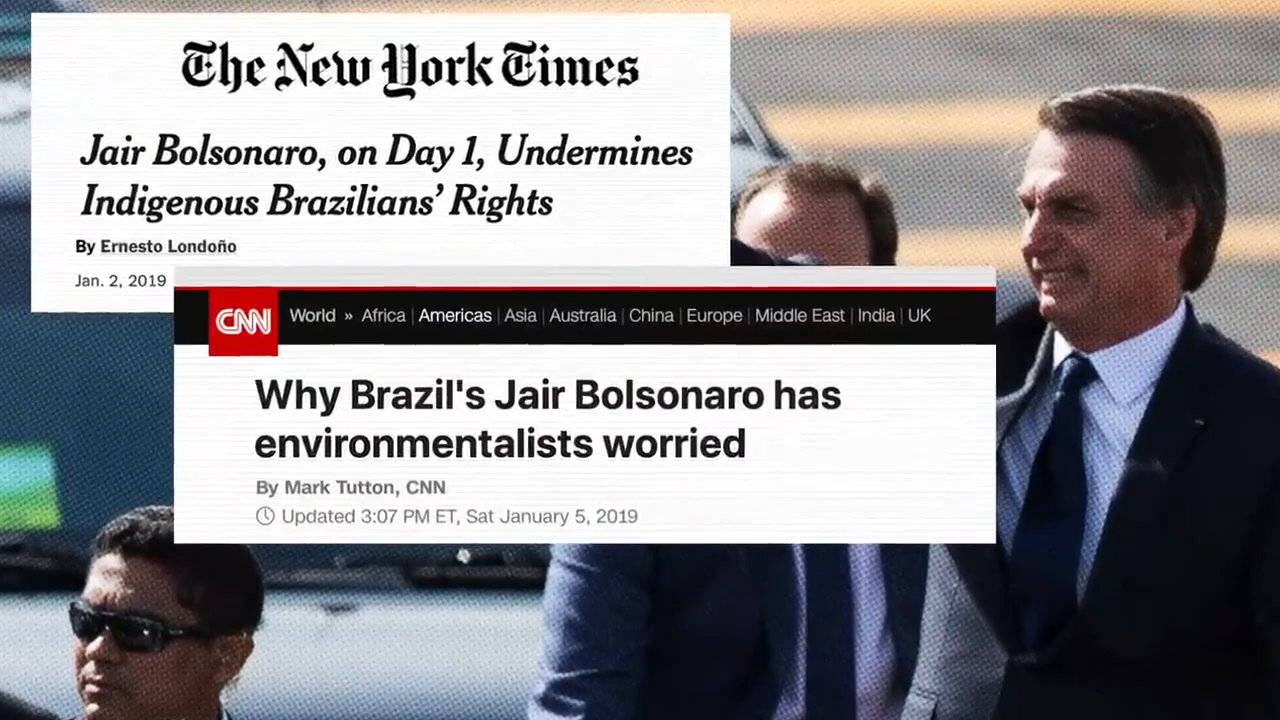 The New York Times
Jair Bolsonaro, on Day 1, Undermines
Indigenous Brazilians’ Rights
By Ernesto Londoño
Jan. 2, 2019
CNN World » Africa | Americas | Asia | Australia | China | Europe | Middle East | India | UK
Why Brazil's Jair Bolsonaro has
environmentalists worried
By Mark Tutton, CNN
Updated 3:07 PM ET, Sat January 5, 2019